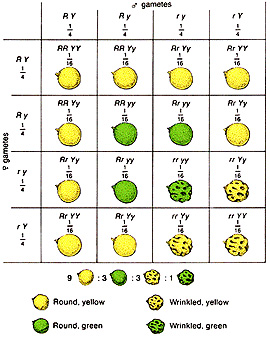 ♂ gametes
R Y R y r y r Y
1/4 1/4 1/4 1/4
♀ gametes
R Y RR YY RR Yy Rr Yy Rr YY
1/4 1/16 1/16 1/16 1/16
R y RR Yy RR yy Rr yy Rr Yy
1/4 1/16 1/16 1/16 1/16
r y Rr Yy Rr yy rr yy rr Yy
1/4 1/16 1/16 1/16 1/16
r Y Rr YY Rr Yy rr Yy rr YY
1/4 1/16 1/16 1/16 1/16
9 : 3 : 3 : 1
Round, yellow Wrinkled, yellow
Round, green Wrinkled, green